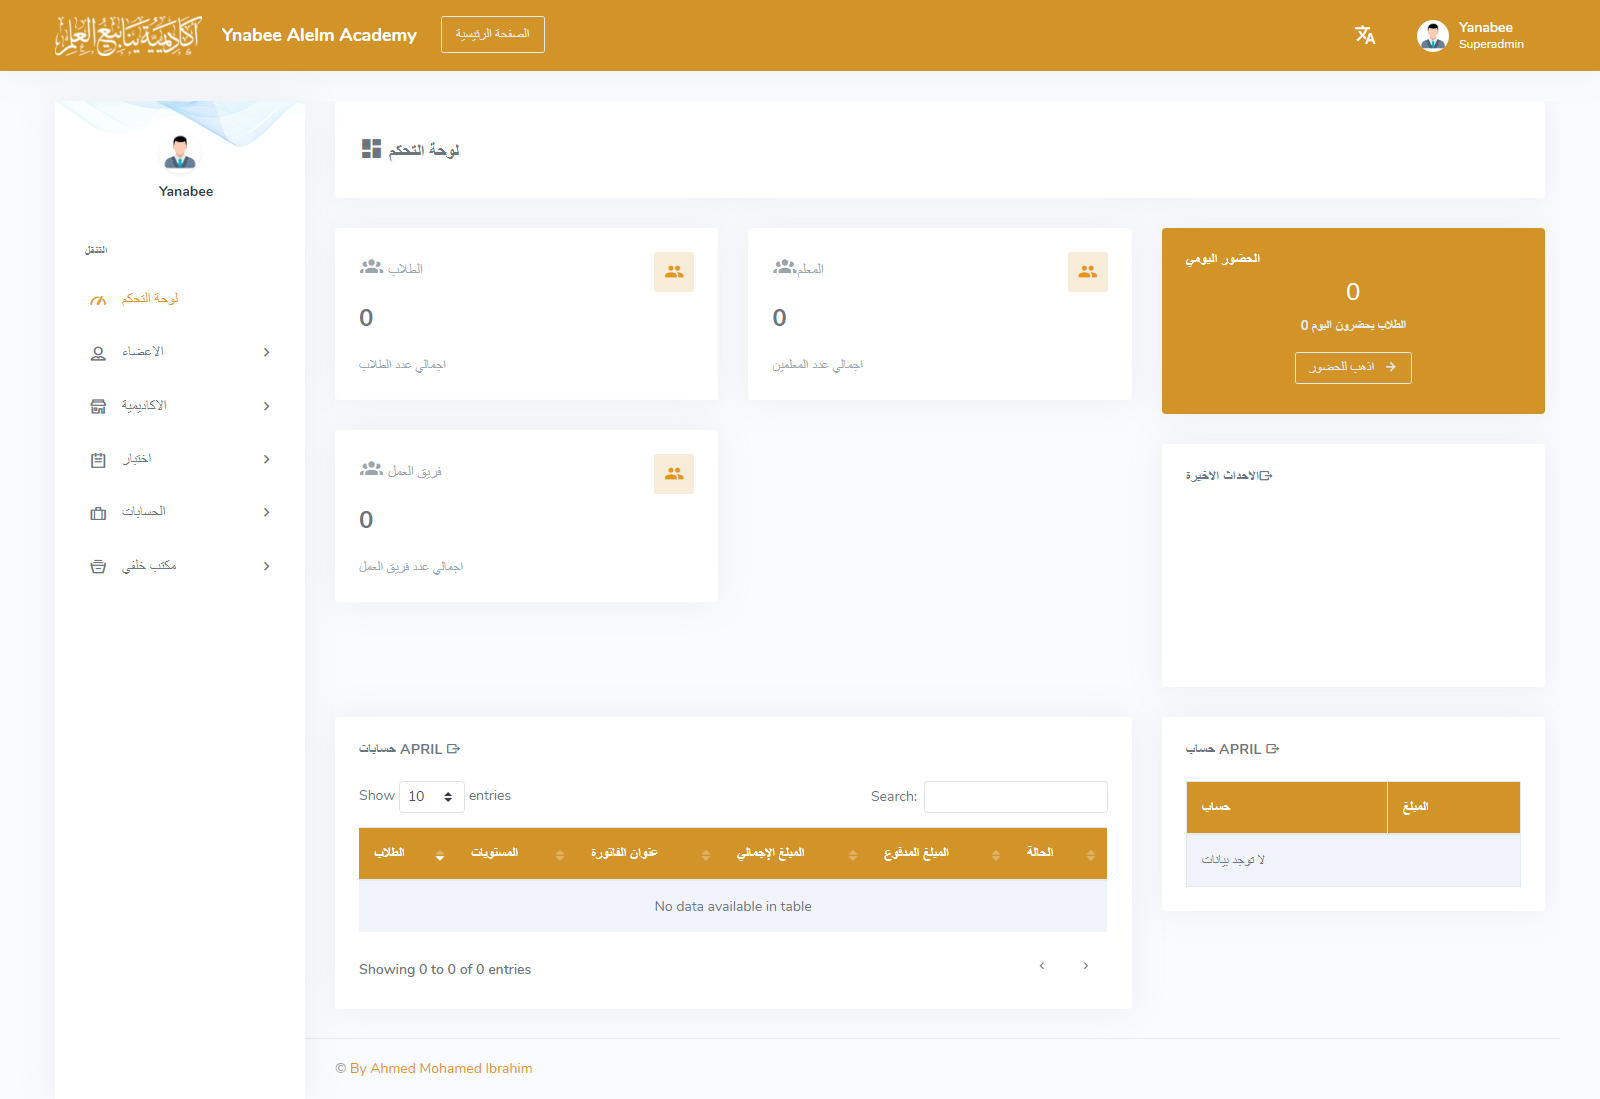 أكاديمية ينابيع العلم
Ynabee Alelm Academy
الصفحة الرئيسية
Yanabee
Superadmin
Yanabee
التنقل
لوحة التحكم
الاعضاء
الاكاديمية
اختبار
الحسابات
مكتب خلفي
لوحة التحكم
الطلاب
0
اجمالي عدد الطلاب
المعلم
0
اجمالي عدد المعلمين
الحضور اليومي
0
0 الطلاب يحضرون اليوم
اذهب للحضور
فريق العمل
0
اجمالي عدد فريق العمل
الاحداث الاخيرة
حسابات APRIL
Show 10 entries
Search:
الطلاب
المستويات
عنوان الفاتورة
المبلغ الإجمالي
المبلغ المدفوع
الحالة
No data available in table
Showing 0 to 0 of 0 entries
حساب APRIL
حساب
المبلغ
لا توجد بيانات
© By Ahmed Mohamed Ibrahim